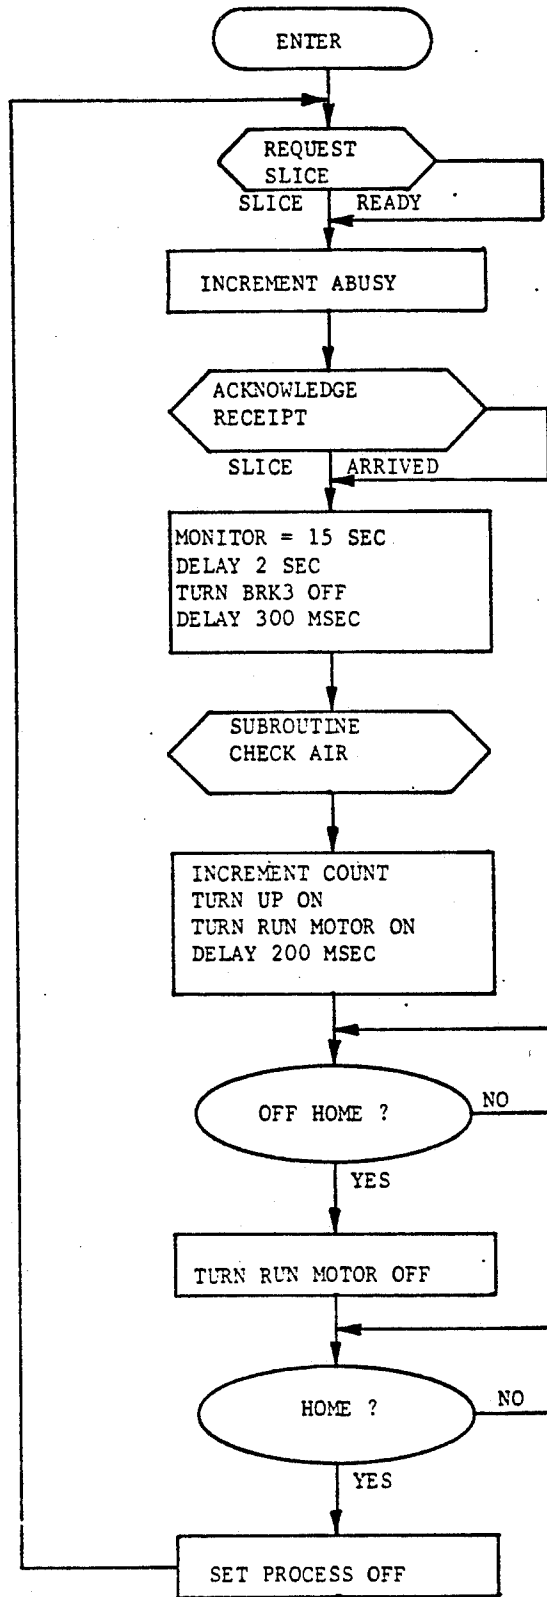 ENTER
REQUEST
SLICE
SLICE READY
INCREMENT ABUSY
ACKNOWLEDGE
RECEIPT
SLICE ARRIVED
MONITOR = 15 SEC
DELAY 2 SEC
TURN BRK3 OFF
DELAY 300 MSEC
SUBROUTINE
CHECK AIR
INCREMENT COUNT
TURN UP ON
TURN RUN MOTOR ON
DELAY 200 MSEC
OFF HOME ?
NO
YES
TURN RUN MOTOR OFF
HOME ?
NO
YES
SET PROCESS OFF